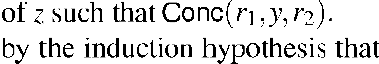 of z such that Conc(r₁, y, r₂).
by the induction hypothesis that